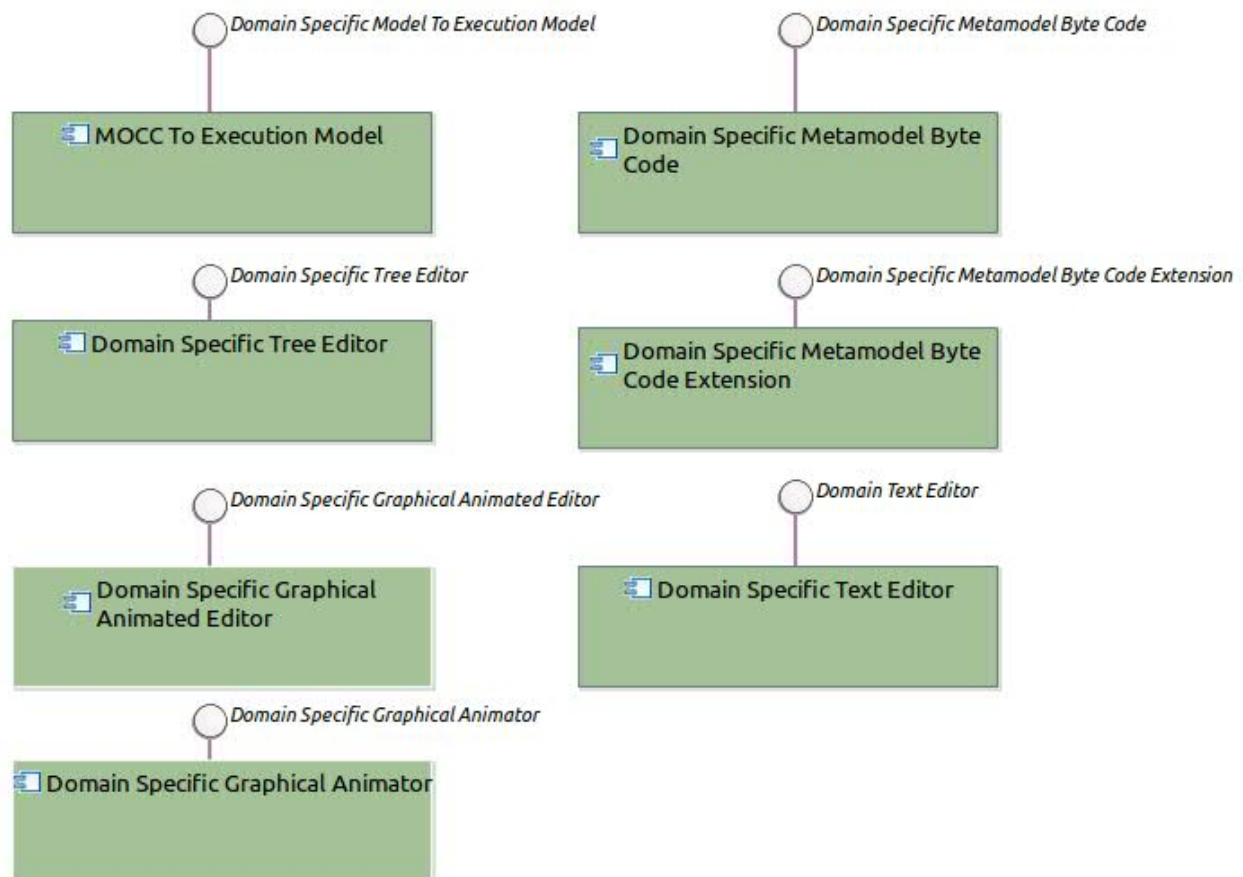 Domain Specific Model To Execution Model
Domain Specific Metamodel Byte Code
MOCC To Execution Model
Domain Specific Metamodel Byte
Code
Domain Specific Tree Editor
Domain Specific Metamodel Byte Code Extension
Domain Specific Tree Editor
Domain Specific Metamodel Byte
Code Extension
Domain Specific Graphical Animated Editor
Domain Text Editor
Domain Specific Graphical
Animated Editor
Domain Specific Text Editor
Domain Specific Graphical Animator
Domain Specific Graphical Animator